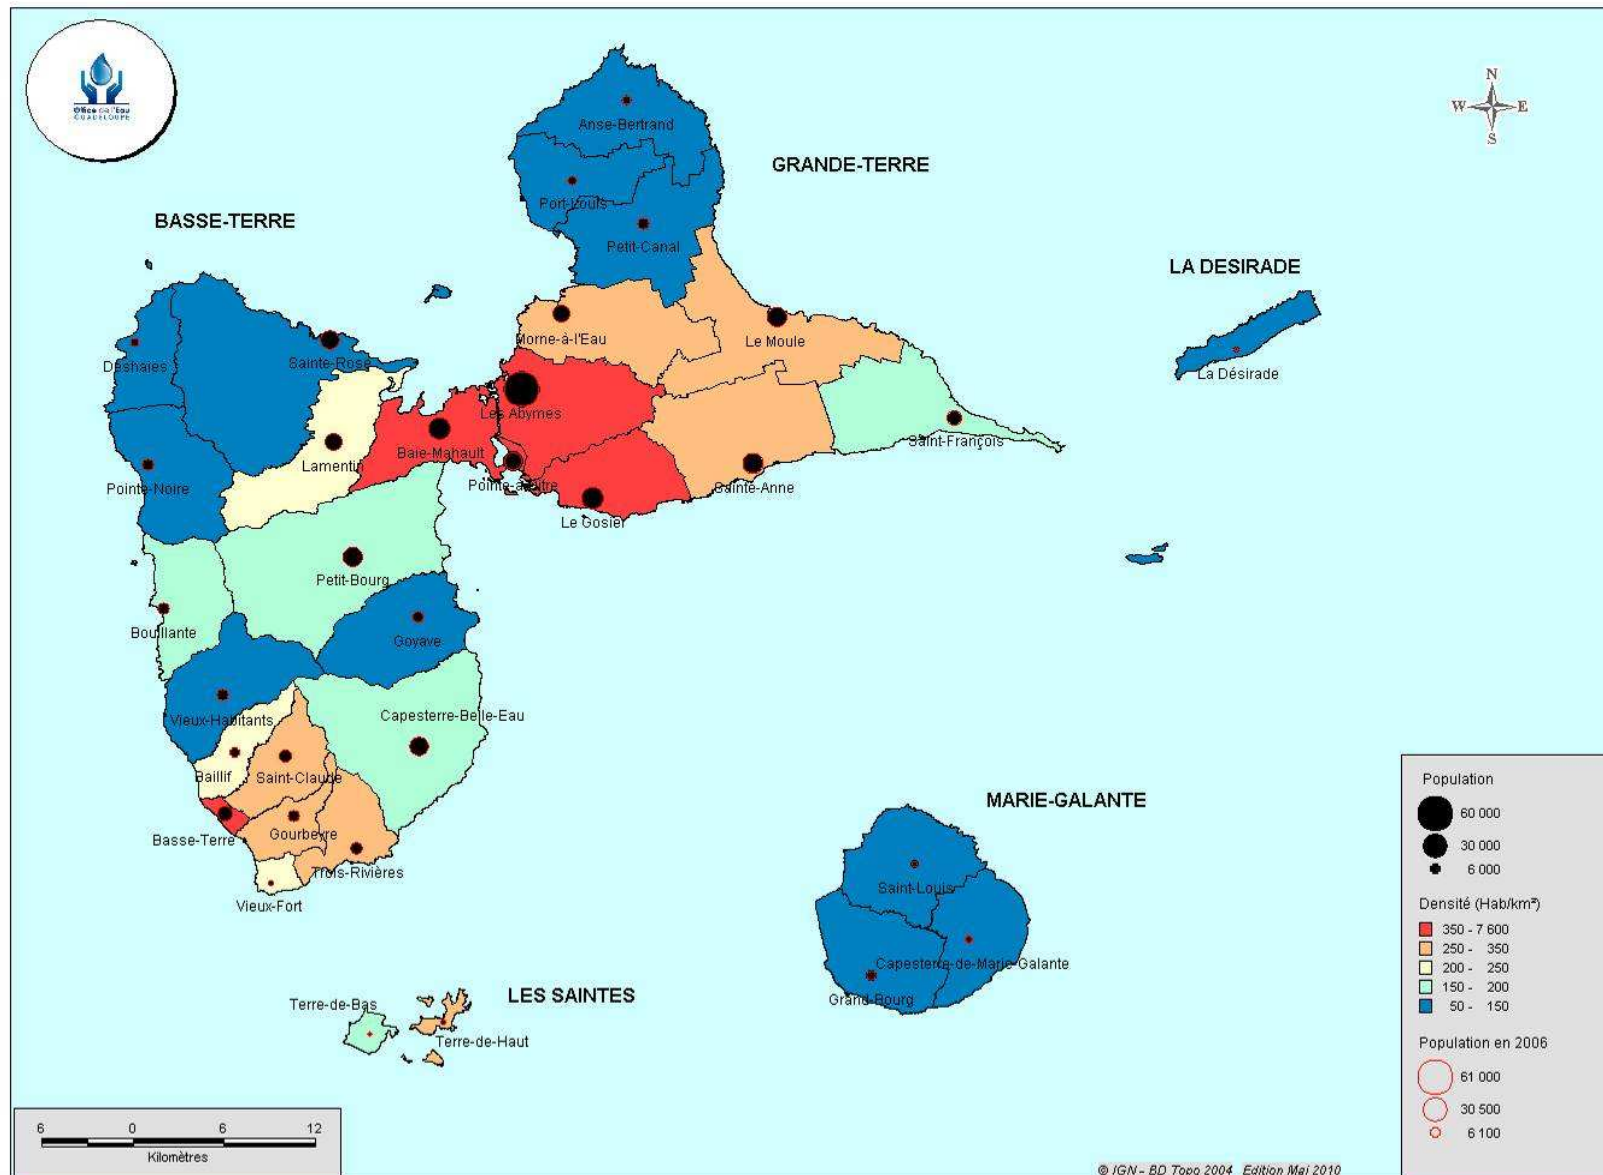 Office de l'Eau
GUADELOUPE
N
W E
S
GRANDE-TERRE
BASSE-TERRE
LA DESIRADE
MARIE-GALANTE
LES SAINTES
Anse-Bertrand
Port-Louis
Petit-Canal
Morne-à-l'Eau
Le Moule
Deshaies
Sainte-Rose
La Désirade
Les Abymes
Saint-François
Lamentin
Baie-Mahault
Pointe-Noire
Pointe-à-Pitre
Sainte-Anne
Le Gosier
Petit-Bourg
Bouillante
Goyave
Vieux-Habitants
Capesterre-Belle-Eau
Baillif
Saint-Claude
Basse-Terre
Gourbeyre
Trois-Rivières
Vieux-Fort
Saint-Louis
Capesterre-de-Marie-Galante
Grand-Bourg
Terre-de-Bas
Terre-de-Haut
Population
60 000
30 000
6 000
Densité (Hab/km²)
350 - 7 600
250 - 350
200 - 250
150 - 200
50 - 150
Population en 2006
61 000
30 500
6 100
6 0 6 12
Kilomètres
© IGN - BD Topo 2004 Edition Mai 2010